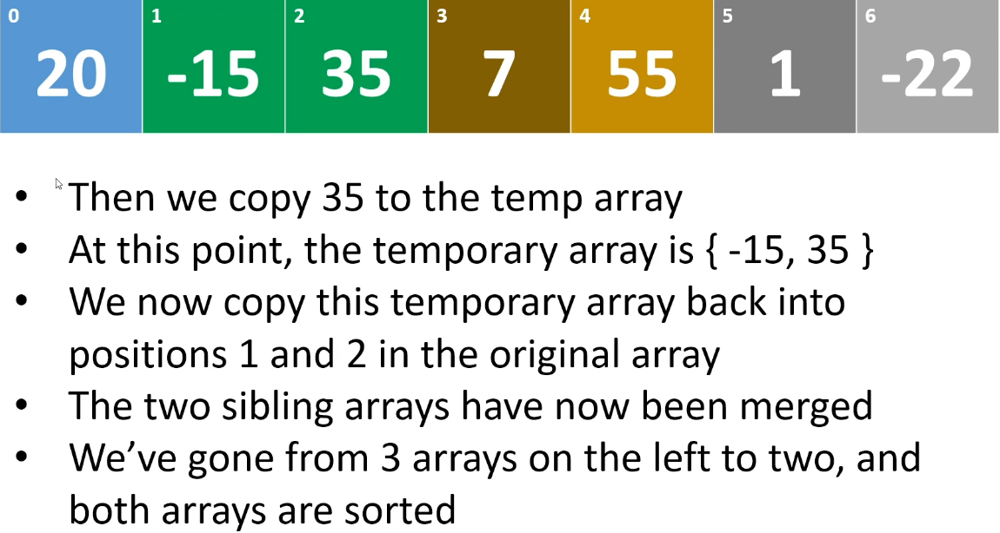 0 1 2 3 4 5 6
20 -15 35 7 55 1 -22
• Then we copy 35 to the temp array
• At this point, the temporary array is { -15, 35 }
• We now copy this temporary array back into
positions 1 and 2 in the original array
• The two sibling arrays have now been merged
• We’ve gone from 3 arrays on the left to two, and
both arrays are sorted